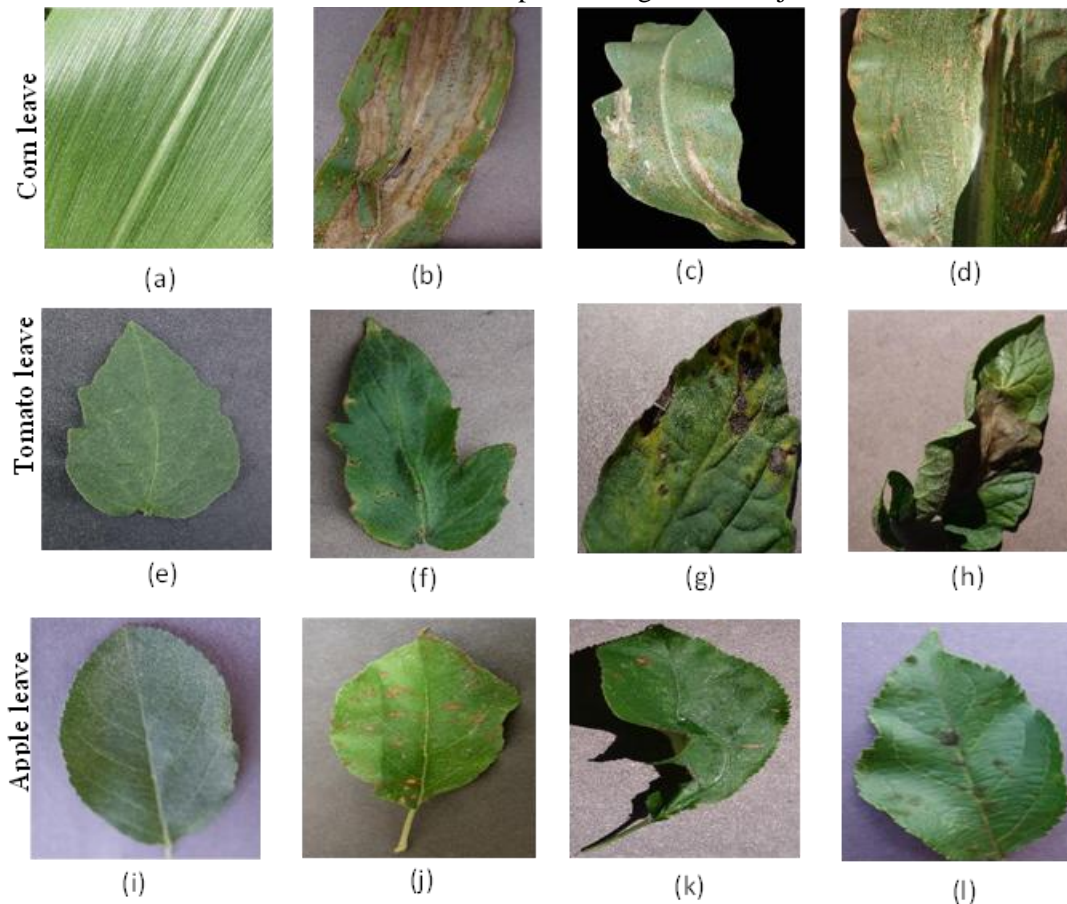 Corn leave
(a) (b) (c) (d)
Tomato leave
(e) (f) (g) (h)
Apple leave
(i) (j) (k) (l)